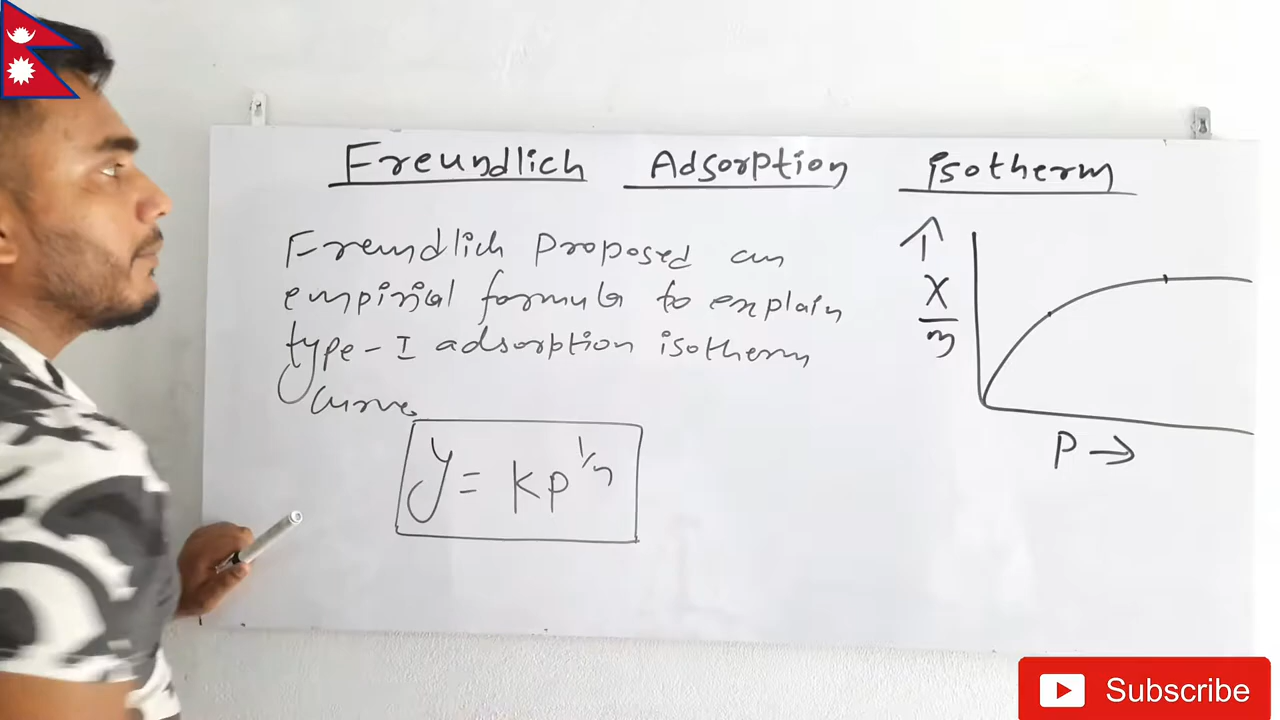 Freundlich Adsorption isotherm
Freundlich proposed an
empirical formula to explain
type-I adsorption isotherm
curve.
y = kp^1/n
↑
x/m
P →
Subscribe